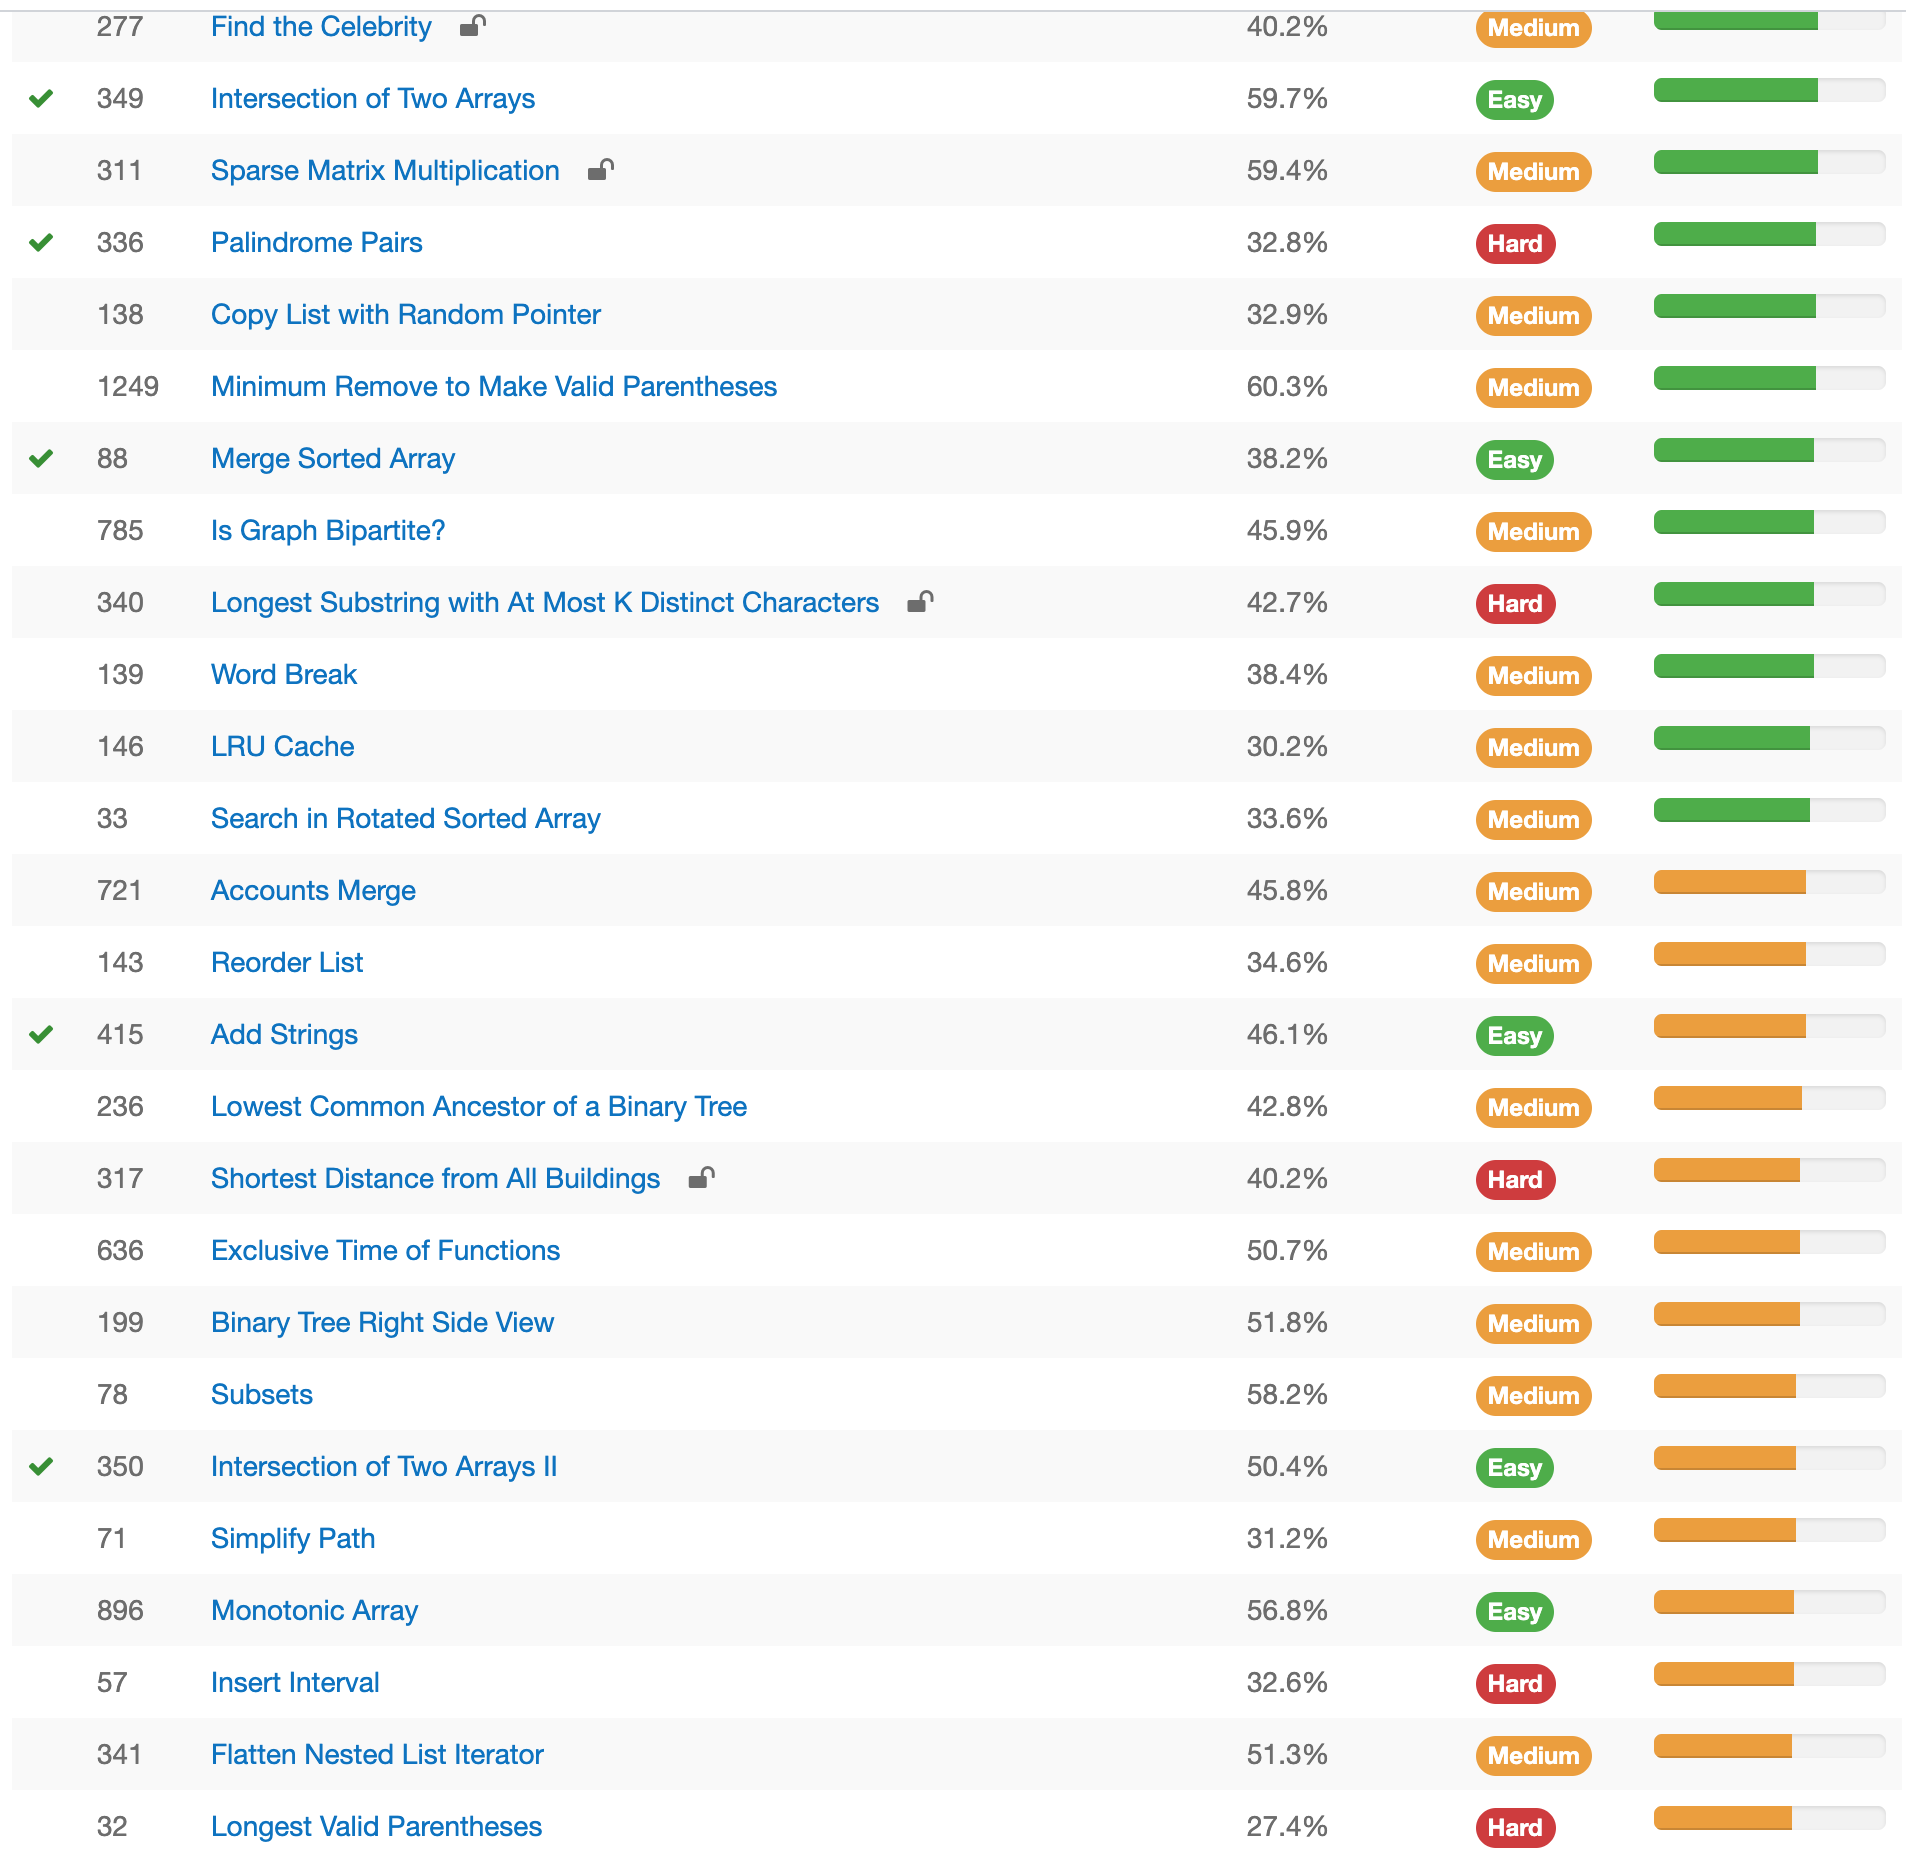 277 Find the Celebrity 40.2% Medium
349 Intersection of Two Arrays 59.7% Easy
311 Sparse Matrix Multiplication 59.4% Medium
336 Palindrome Pairs 32.8% Hard
138 Copy List with Random Pointer 32.9% Medium
1249 Minimum Remove to Make Valid Parentheses 60.3% Medium
88 Merge Sorted Array 38.2% Easy
785 Is Graph Bipartite? 45.9% Medium
340 Longest Substring with At Most K Distinct Characters 42.7% Hard
139 Word Break 38.4% Medium
146 LRU Cache 30.2% Medium
33 Search in Rotated Sorted Array 33.6% Medium
721 Accounts Merge 45.8% Medium
143 Reorder List 34.6% Medium
415 Add Strings 46.1% Easy
236 Lowest Common Ancestor of a Binary Tree 42.8% Medium
317 Shortest Distance from All Buildings 40.2% Hard
636 Exclusive Time of Functions 50.7% Medium
199 Binary Tree Right Side View 51.8% Medium
78 Subsets 58.2% Medium
350 Intersection of Two Arrays II 50.4% Easy
71 Simplify Path 31.2% Medium
896 Monotonic Array 56.8% Easy
57 Insert Interval 32.6% Hard
341 Flatten Nested List Iterator 51.3% Medium
32 Longest Valid Parentheses 27.4% Hard